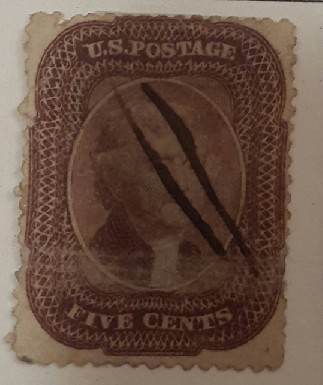 U.S. POSTAGE
FIVE CENTS